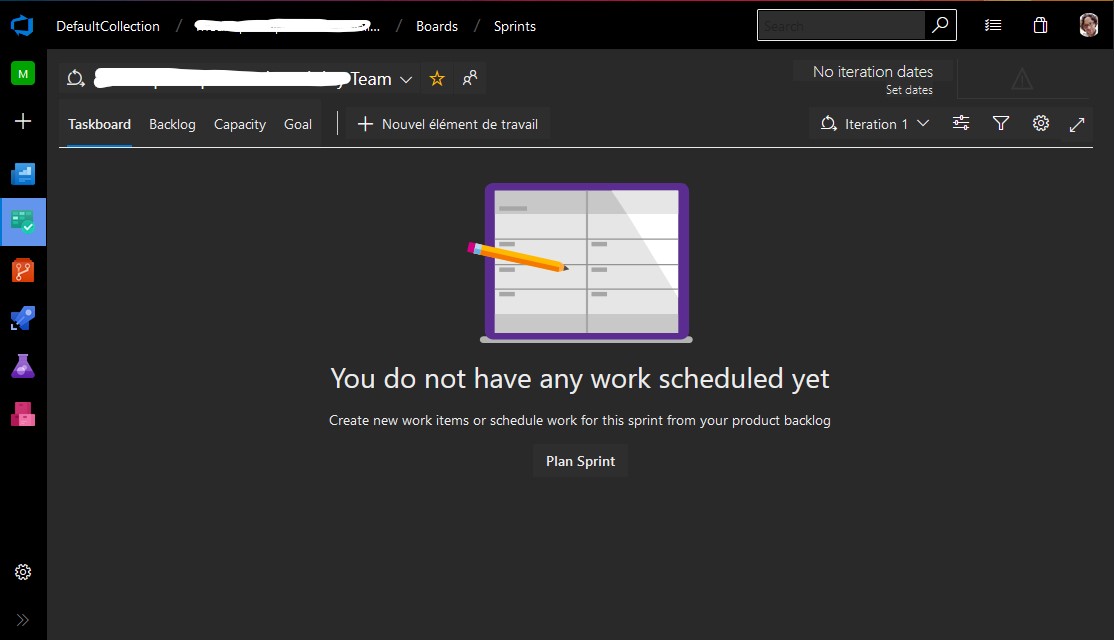 DefaultCollection / / Boards / Sprints
Search
M
Team
No iteration dates
Set dates
Taskboard Backlog Capacity Goal
Nouvel élément de travail
Iteration 1
You do not have any work scheduled yet
Create new work items or schedule work for this sprint from your product backlog
Plan Sprint